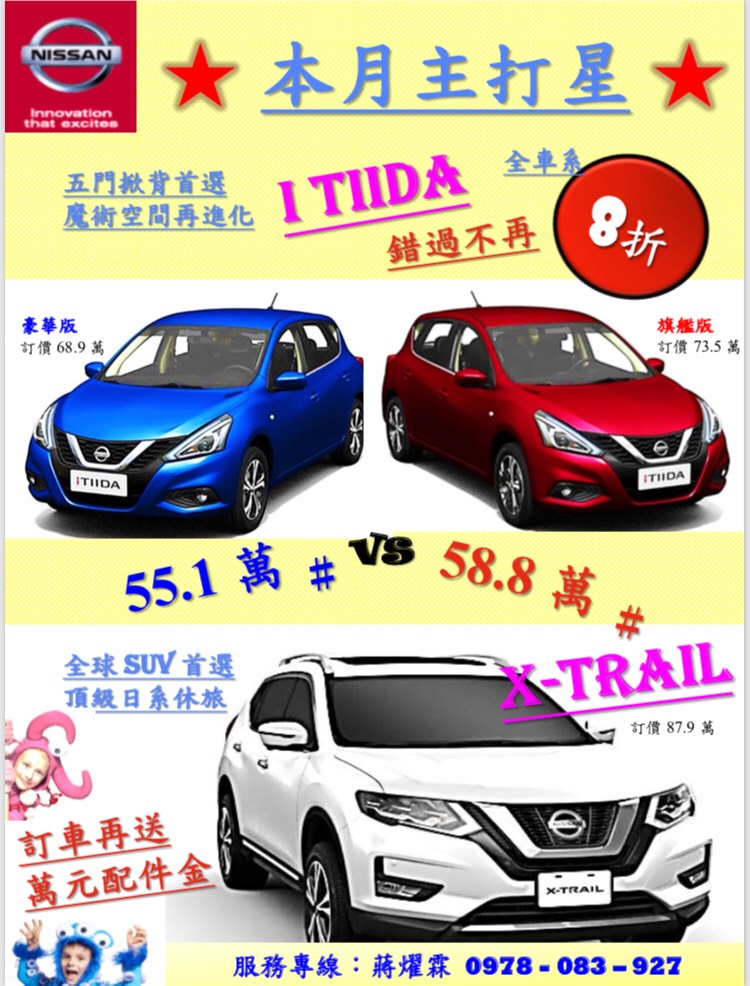 NISSAN
Innovation
that excites
本月主打星
五門掀背首選
魔術空間再進化
I TIIDA
全車系
8折
錯過不再
豪華版
訂價 68.9 萬
旗艦版
訂價 73.5 萬
iTIIDA
iTIIDA
55.1 萬 #
VS
58.8 萬 #
全球 SUV 首選
頂級日系休旅
X-TRAIL
訂價 87.9 萬
NISSAN
X-TRAIL
訂車再送
萬元配件金
服務專線：蔣燿霖 0978 - 083 – 927